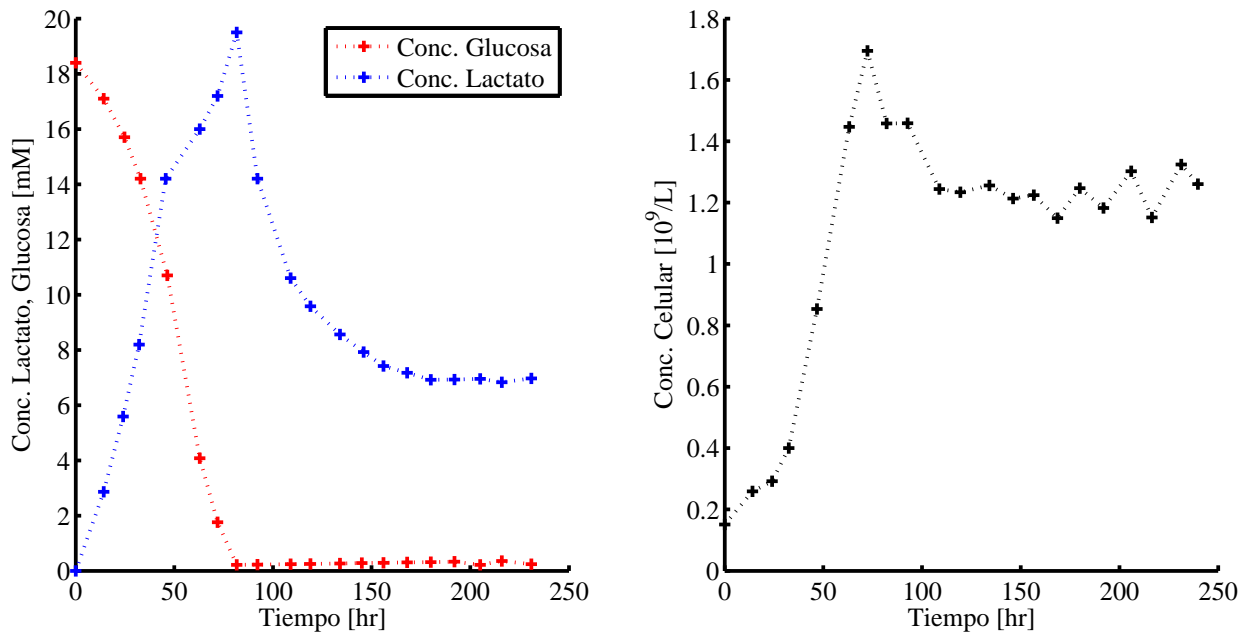 20
18
16
14
12
10
8
6
4
2
0
Conc. Lactato, Glucosa [mM]
Conc. Glucosa
Conc. Lactato
0 50 100 150 200 250
Tiempo [hr]
1.8
1.6
1.4
1.2
1
0.8
0.6
0.4
0.2
0
Conc. Celular [10^9/L]
0 50 100 150 200 250
Tiempo [hr]